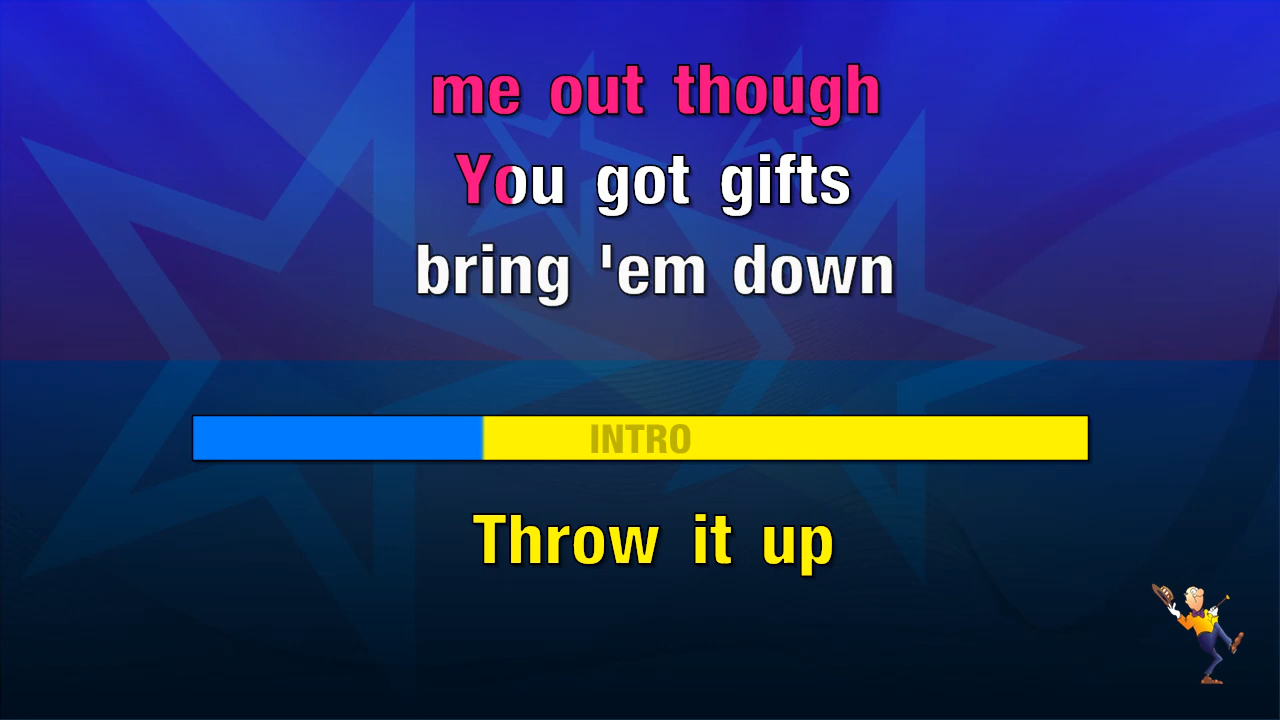 me out though
You got gifts
bring 'em down
INTRO
Throw it up